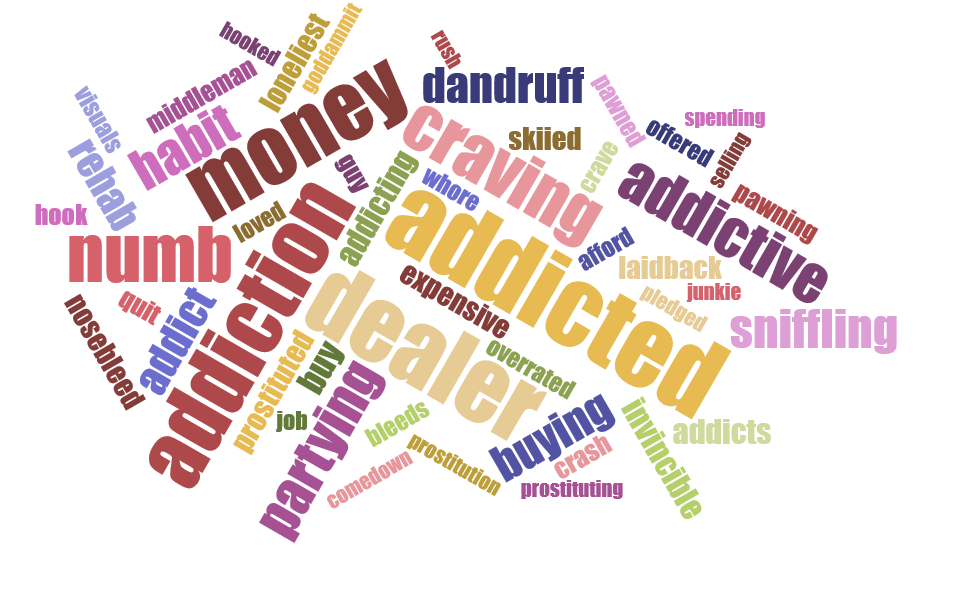 hooked
loneliest
goddammit
rush
middleman
money
dandruff
visuals
habit
craving
skiied
pawned
spending
offered
selling
rehab
guy
addicting
whore
crave
addictive
pawning
hook
numb
loved
addicted
afford
laidback
junkie
pledged
addiction
expensive
sniffling
nosebleed
quit
addict
dealer
overrated
prostituted
buy
partying
job
bleeds
buying
invincible
addicts
comedown
prostitution
crash
prostituting